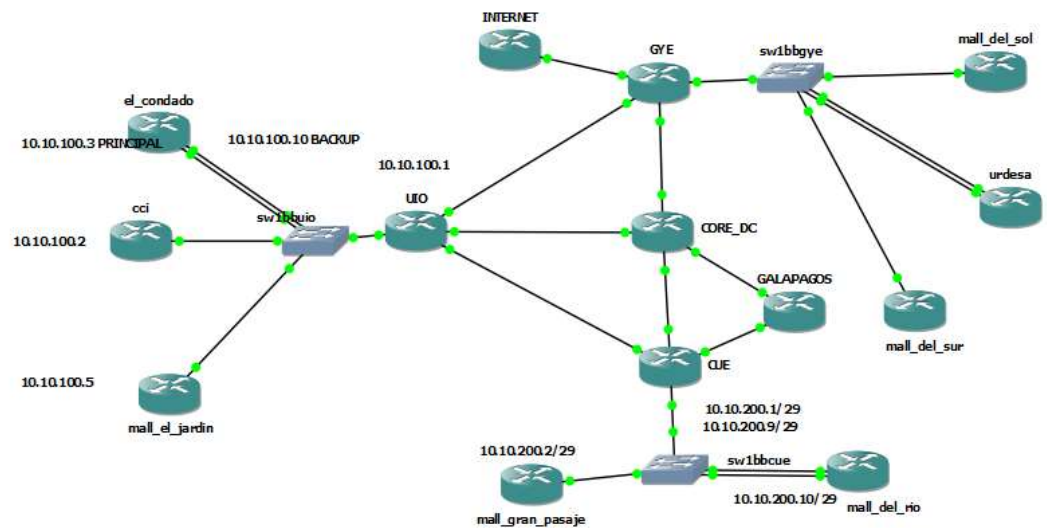 INTERNET
GYE
sw1bbgye
mall_del_sol
el_condado
10.10.100.3 PRINCIPAL
10.10.100.10 BACKUP
10.10.100.1
UIO
urdesa
cci
sw1bbuio
10.10.100.2
CORE_DC
GALAPAGOS
mall_del_sur
CUE
10.10.100.5
mall_el_jardin
10.10.200.1/29
10.10.200.9/29
10.10.200.2/29
sw1bbcue
10.10.200.10/29
mall_gran_pasaje
mall_del_rio